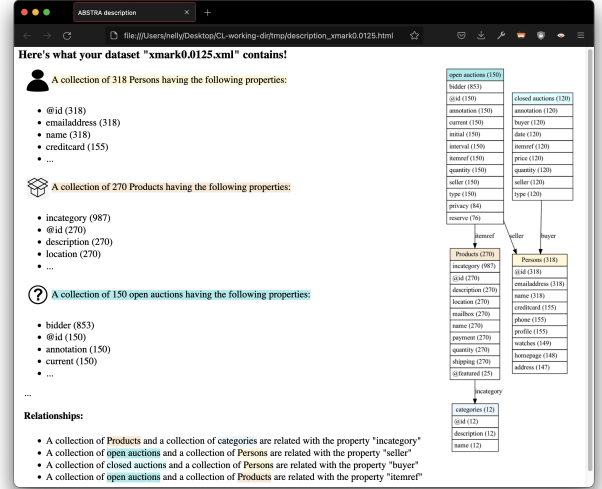 ABSTRA description
file:///Users/nelly/Desktop/CL-working-dir/tmp/description_xmark0.0125.html
Here's what your dataset "xmark0.0125.xml" contains!
A collection of 318 Persons having the following properties:
• @id (318)
• emailaddress (318)
• name (318)
• creditcard (155)
• ...
A collection of 270 Products having the following properties:
• incategory (987)
• @id (270)
• description (270)
• location (270)
• ...
A collection of 150 open auctions having the following properties:
• bidder (853)
• @id (150)
• annotation (150)
• current (150)
• ...
...
Relationships:
• A collection of Products and a collection of categories are related with the property "incategory"
• A collection of open auctions and a collection of Persons are related with the property "seller"
• A collection of closed auctions and a collection of Persons are related with the property "buyer"
• A collection of open auctions and a collection of Products are related with the property "itemref"
open auctions (150)
bidder (853)
@id (150)
annotation (150)
current (150)
initial (150)
interval (150)
itemref (150)
quantity (150)
seller (150)
type (150)
privacy (84)
reserve (76)
closed auctions (120)
annotation (120)
buyer (120)
date (120)
itemref (120)
price (120)
quantity (120)
seller (120)
type (120)
itemref
seller
buyer
Products (270)
incategory (987)
@id (270)
description (270)
location (270)
mailbox (270)
name (270)
payment (270)
quantity (270)
shipping (270)
@featured (25)
Persons (318)
@id (318)
emailaddress (318)
name (318)
creditcard (155)
phone (155)
profile (155)
watches (149)
homepage (148)
address (147)
incategory
categories (12)
@id (12)
description (12)
name (12)